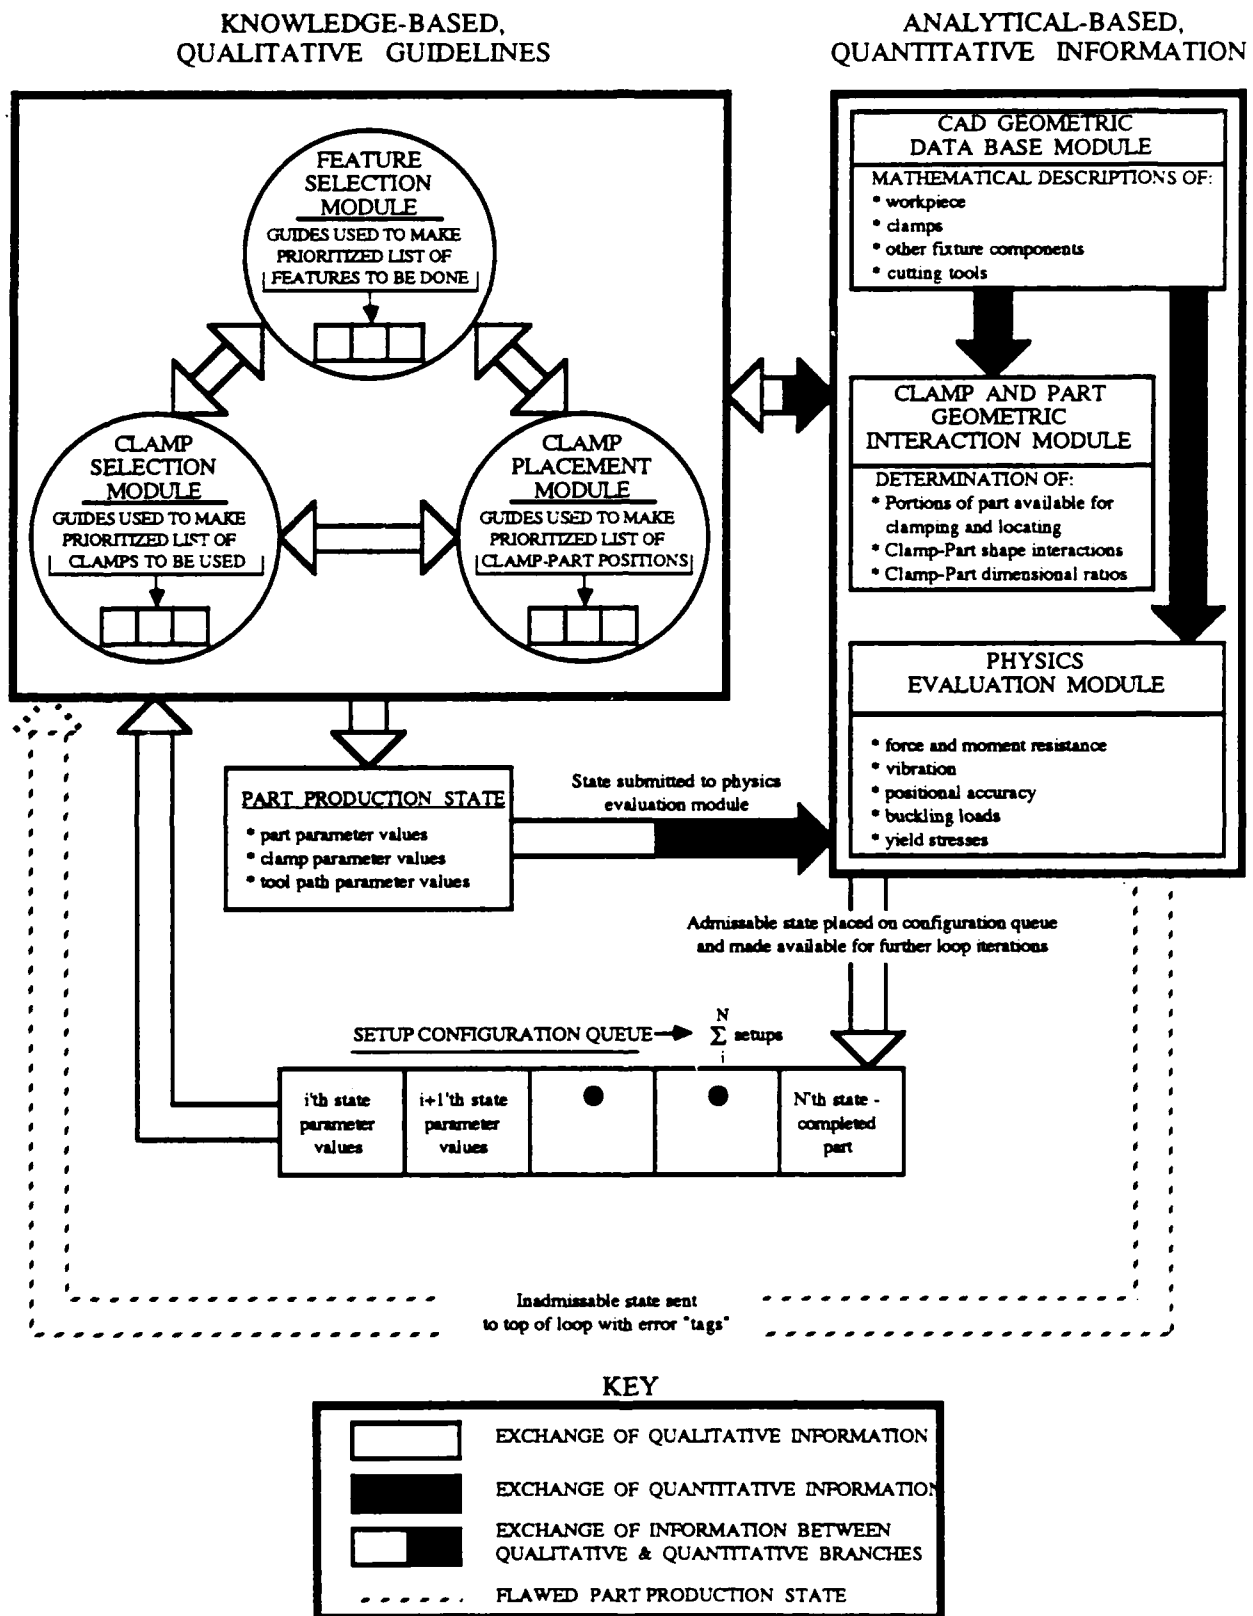 KNOWLEDGE-BASED,
QUALITATIVE GUIDELINES
ANALYTICAL-BASED,
QUANTITATIVE INFORMATION
FEATURE
SELECTION
MODULE
GUIDES USED TO MAKE
PRIORITIZED LIST OF
FEATURES TO BE DONE
CLAMP
SELECTION
MODULE
GUIDES USED TO MAKE
PRIORITIZED LIST OF
CLAMPS TO BE USED
CLAMP
PLACEMENT
MODULE
GUIDES USED TO MAKE
PRIORITIZED LIST OF
CLAMP-PART POSITIONS
CAD GEOMETRIC
DATA BASE MODULE
MATHEMATICAL DESCRIPTIONS OF:
* workpiece
* clamps
* other fixture components
* cutting tools
CLAMP AND PART
GEOMETRIC
INTERACTION MODULE
DETERMINATION OF:
* Portions of part available for
clamping and locating
* Clamp-Part shape interactions
* Clamp-Part dimensional ratios
PHYSICS
EVALUATION MODULE
* force and moment resistance
* vibration
* positional accuracy
* buckling loads
* yield stresses
PART PRODUCTION STATE
* part parameter values
* clamp parameter values
* tool path parameter values
State submitted to physics
evaluation module
Admissable state placed on configuration queue
and made available for further loop iterations
SETUP CONFIGURATION QUEUE → N Σ i setups
i'th state
parameter
values
i+1'th state
parameter
values
N'th state -
completed
part
Inadmissable state sent
to top of loop with error "tags"
KEY
EXCHANGE OF QUALITATIVE INFORMATION
EXCHANGE OF QUANTITATIVE INFORMATION
EXCHANGE OF INFORMATION BETWEEN
QUALITATIVE & QUANTITATIVE BRANCHES
FLAWED PART PRODUCTION STATE